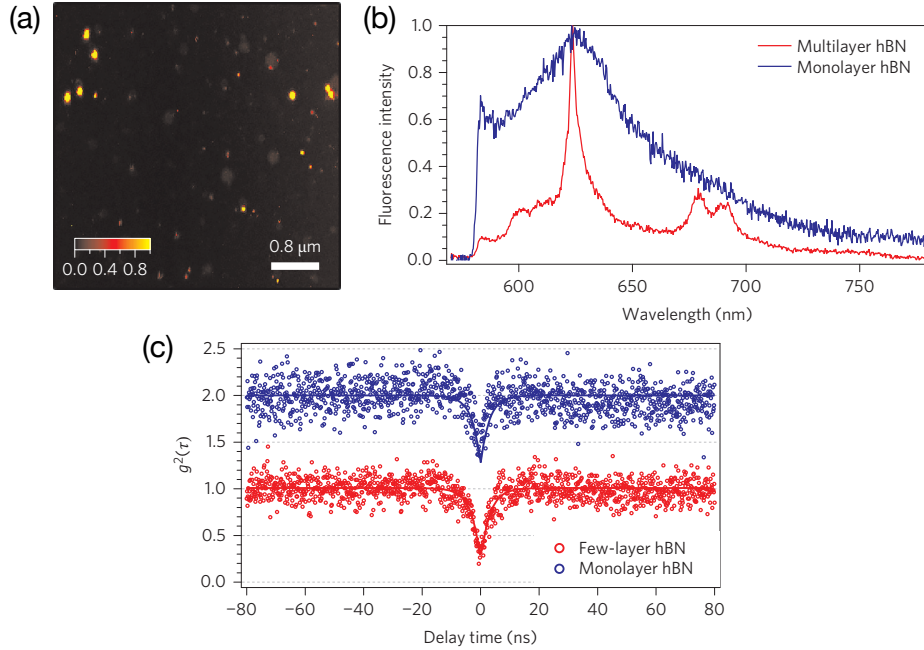 (a)
0.0 0.4 0.8
0.8 μm
(b)
Fluorescence intensity
1.0
0.8
0.6
0.4
0.2
0.0
Multilayer hBN
Monolayer hBN
600 650 700 750
Wavelength (nm)
(c)
g²(τ)
2.5
2.0
1.5
1.0
0.5
0.0
Few-layer hBN
Monolayer hBN
−80 −60 −40 −20 0 20 40 60 80
Delay time (ns)